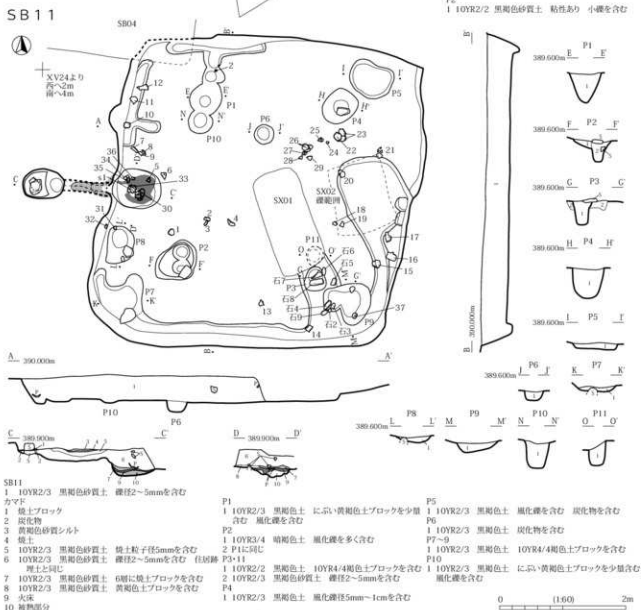 SB11
SB04
P2
1 10YR2/2 黒褐色砂質土 粘性あり 小礫を含む
XV24より
西へ2m
南へ4m
SX01
SX02
礫範囲
A 390.000m A'
P10
P6
C 389.900m C'
D 389.900m D'
B 390.000m B'
P1
389.600m E E'
P2
389.600m F F'
P3
389.600m G G'
P4
389.600m H H'
P5
389.600m I I'
P6
389.600m J J'
P7
K K'
P8
389.600m L L'
P9
M M'
P10
N N'
P11
O O'
SB11
1 10YR2/3 黒褐色砂質土 礫径2～5mmを含む
カマド
1 焼土ブロック
2 炭化物
3 黄褐色砂質シルト
4 焼土
5 10YR2/3 黒褐色砂質土 焼土粒子径5mmを含む
6 10YR2/3 黒褐色砂質土 礫径2～5mmを含む 住居跡
埋土と同じ
7 10YR2/3 黒褐色砂質土 6層に焼土ブロックを含む
8 10YR2/3 黒褐色砂質土 黄褐色土ブロックを含む
9 火床
10 被熱部分
P1
1 10YR2/3 黒褐色土 にぶい黄褐色土ブロックを少量
含む 風化礫を含む
P2
1 10YR3/4 暗褐色土 風化礫を多く含む
2 P1に同じ
P3・11
1 10YR2/2 黒褐色土 10YR4/4褐色土ブロックを含む
2 10YR2/3 黒褐色砂質土 礫径2～5mmを含む
P4
1 10YR2/3 黒褐色土 風化礫径5mm～1cmを含む
P5
1 10YR2/3 黒褐色土 風化礫を含む 炭化物を含む
P6
1 10YR2/3 黒褐色土 炭化物を含む
P7～9
1 10YR2/3 黒褐色土 10YR4/4褐色土ブロックを含む
P10
1 10YR2/3 黒褐色土 にぶい黄褐色土ブロックを少量含む
風化礫を含む
0 (1:60) 2m